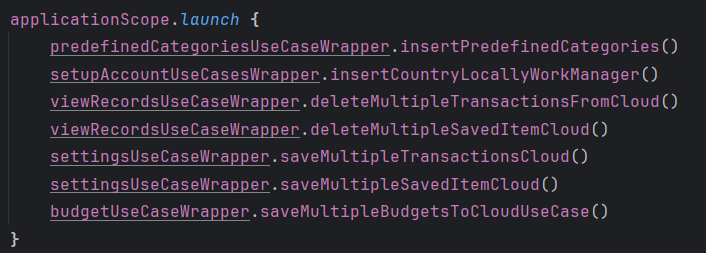 applicationScope.launch {
predefinedCategoriesUseCaseWrapper.insertPredefinedCategories()
setupAccountUseCasesWrapper.insertCountryLocallyWorkManager()
viewRecordsUseCaseWrapper.deleteMultipleTransactionsFromCloud()
viewRecordsUseCaseWrapper.deleteMultipleSavedItemCloud()
settingsUseCaseWrapper.saveMultipleTransactionsCloud()
settingsUseCaseWrapper.saveMultipleSavedItemCloud()
budgetUseCaseWrapper.saveMultipleBudgetsToCloudUseCase()
}